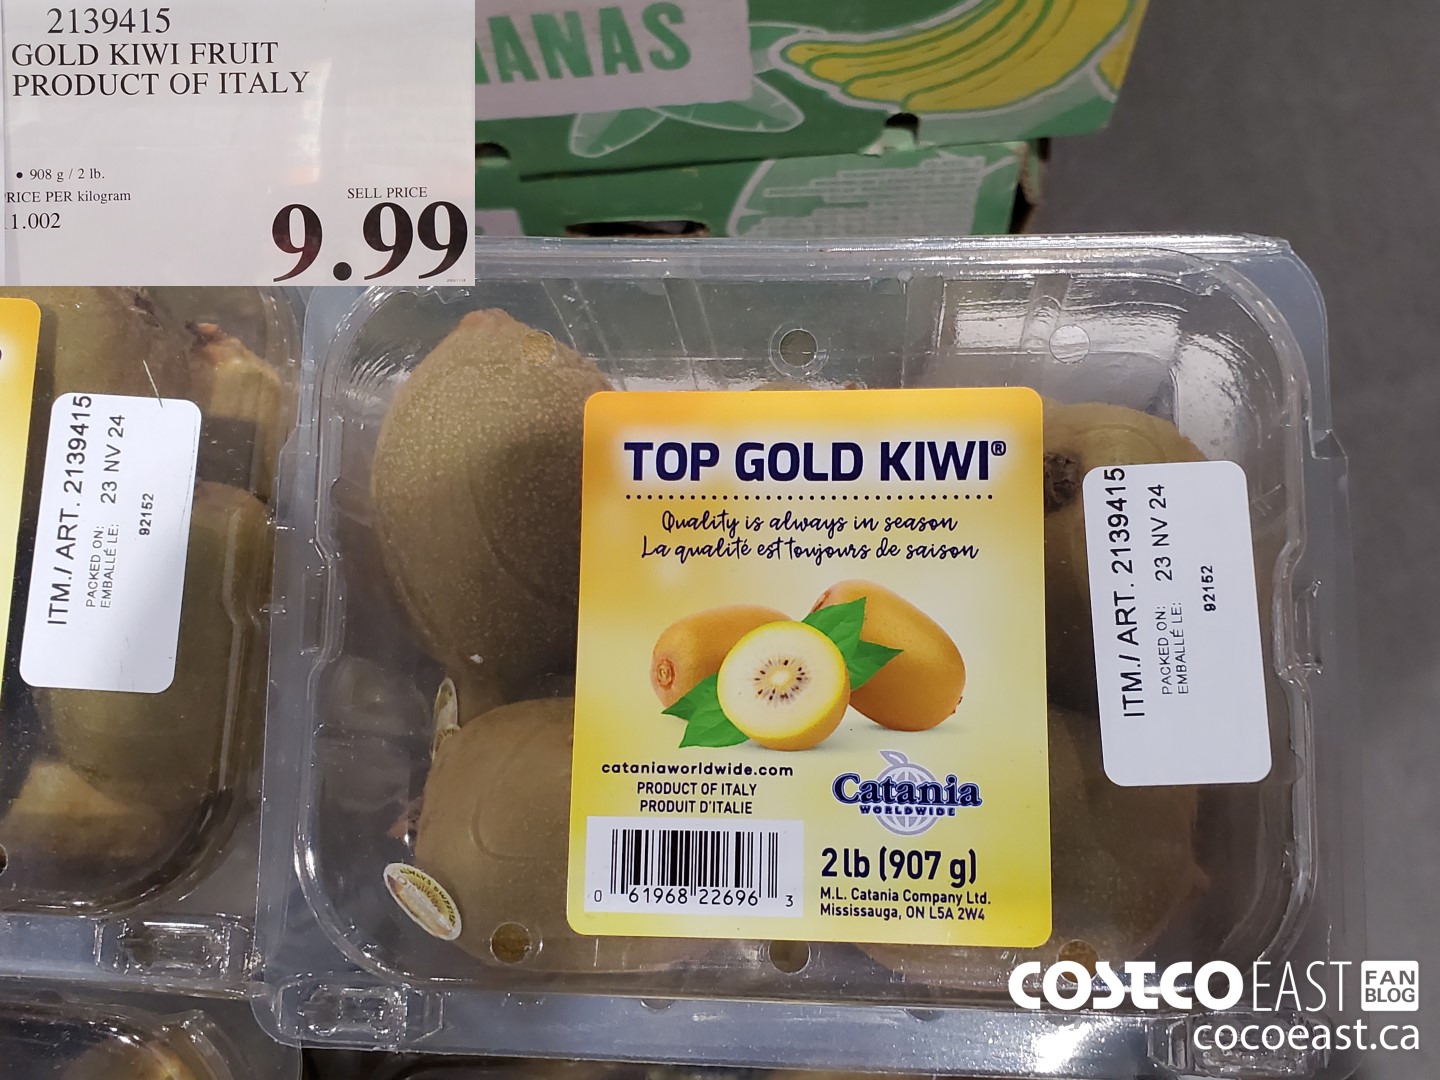 2139415
GOLD KIWI FRUIT
PRODUCT OF ITALY
• 908 g / 2 lb.
RICE PER kilogram
1.002
SELL PRICE
9.99
ANAS
ITM./ ART. 2139415
PACKED ON:
EMBALLÉ LE:
23 NV 24
92152
TOP GOLD KIWI®
Quality is always in season
La qualité est toujours de saison
cataniaworldwide.com
PRODUCT OF ITALY
PRODUIT D'ITALIE
Catania
WORLDWIDE
0 61968 22696 3
2 lb (907 g)
M.L. Catania Company Ltd.
Mississauga, ON L5A 2W4
ITM./ ART. 2139415
PACKED ON:
EMBALLÉ LE:
23 NV 24
92152
COSTCO EAST FAN BLOG
cocoeast.ca